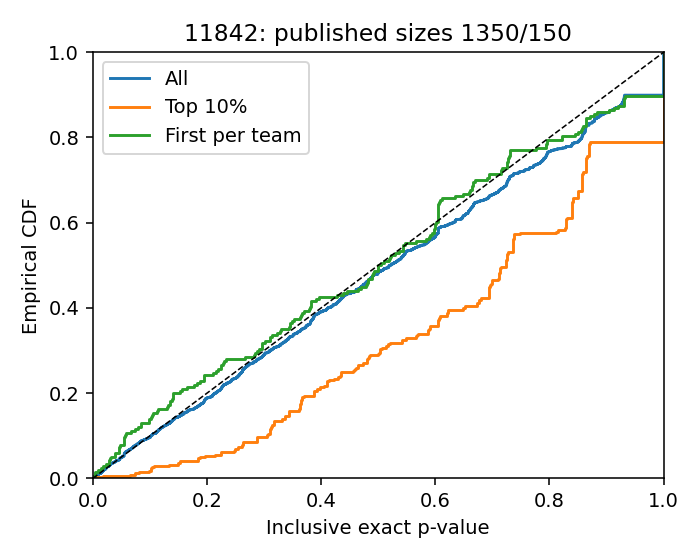 11842: published sizes 1350/150
1.0
0.8
0.6
0.4
0.2
0.0
Empirical CDF
All
Top 10%
First per team
0.0 0.2 0.4 0.6 0.8 1.0
Inclusive exact p-value